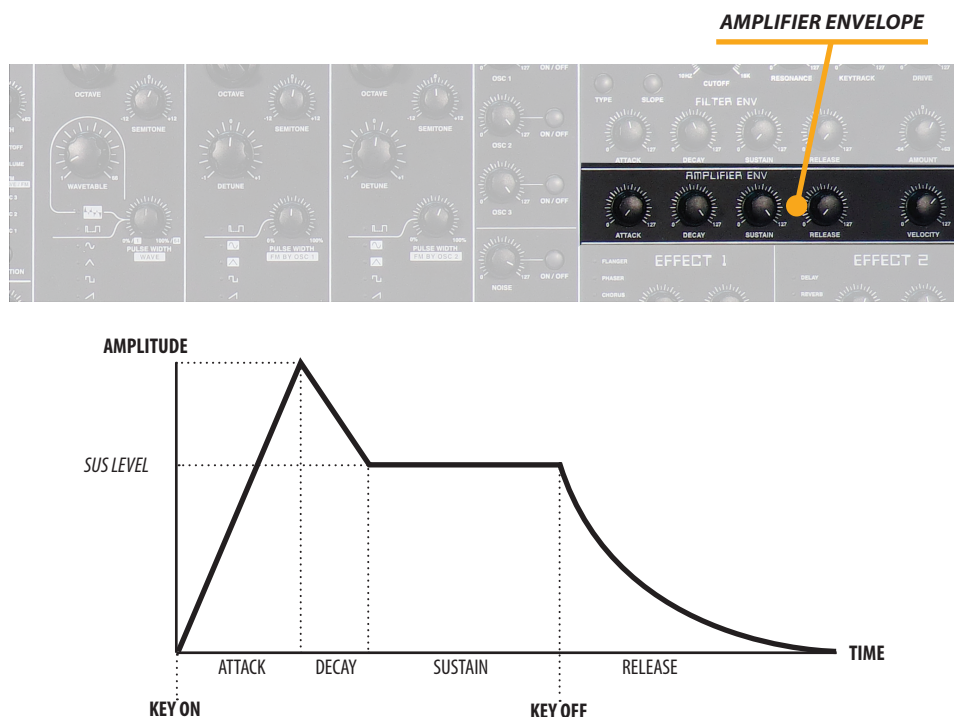 AMPLIFIER ENVELOPE
OSC 1
ON / OFF
OCTAVE
OCTAVE
OCTAVE
CUTOFF
RESONANCE
KEYTRACK
DRIVE
TYPE
SLOPE
FILTER ENV
SEMITONE
SEMITONE
SEMITONE
OSC 2
ON / OFF
WAVETABLE
DETUNE
DETUNE
ATTACK
DECAY
SUSTAIN
RELEASE
AMOUNT
AMPLIFIER ENV
OSC 3
ON / OFF
ATTACK
DECAY
SUSTAIN
RELEASE
VELOCITY
PULSE WIDTH
WAVE
PULSE WIDTH
FM BY OSC 1
PULSE WIDTH
FM BY OSC 2
NOISE
ON / OFF
FLANGER
PHASER
CHORUS
EFFECT 1
EFFECT 2
DELAY
REVERB
AMPLITUDE
SUS LEVEL
TIME
ATTACK
DECAY
SUSTAIN
RELEASE
KEY ON
KEY OFF